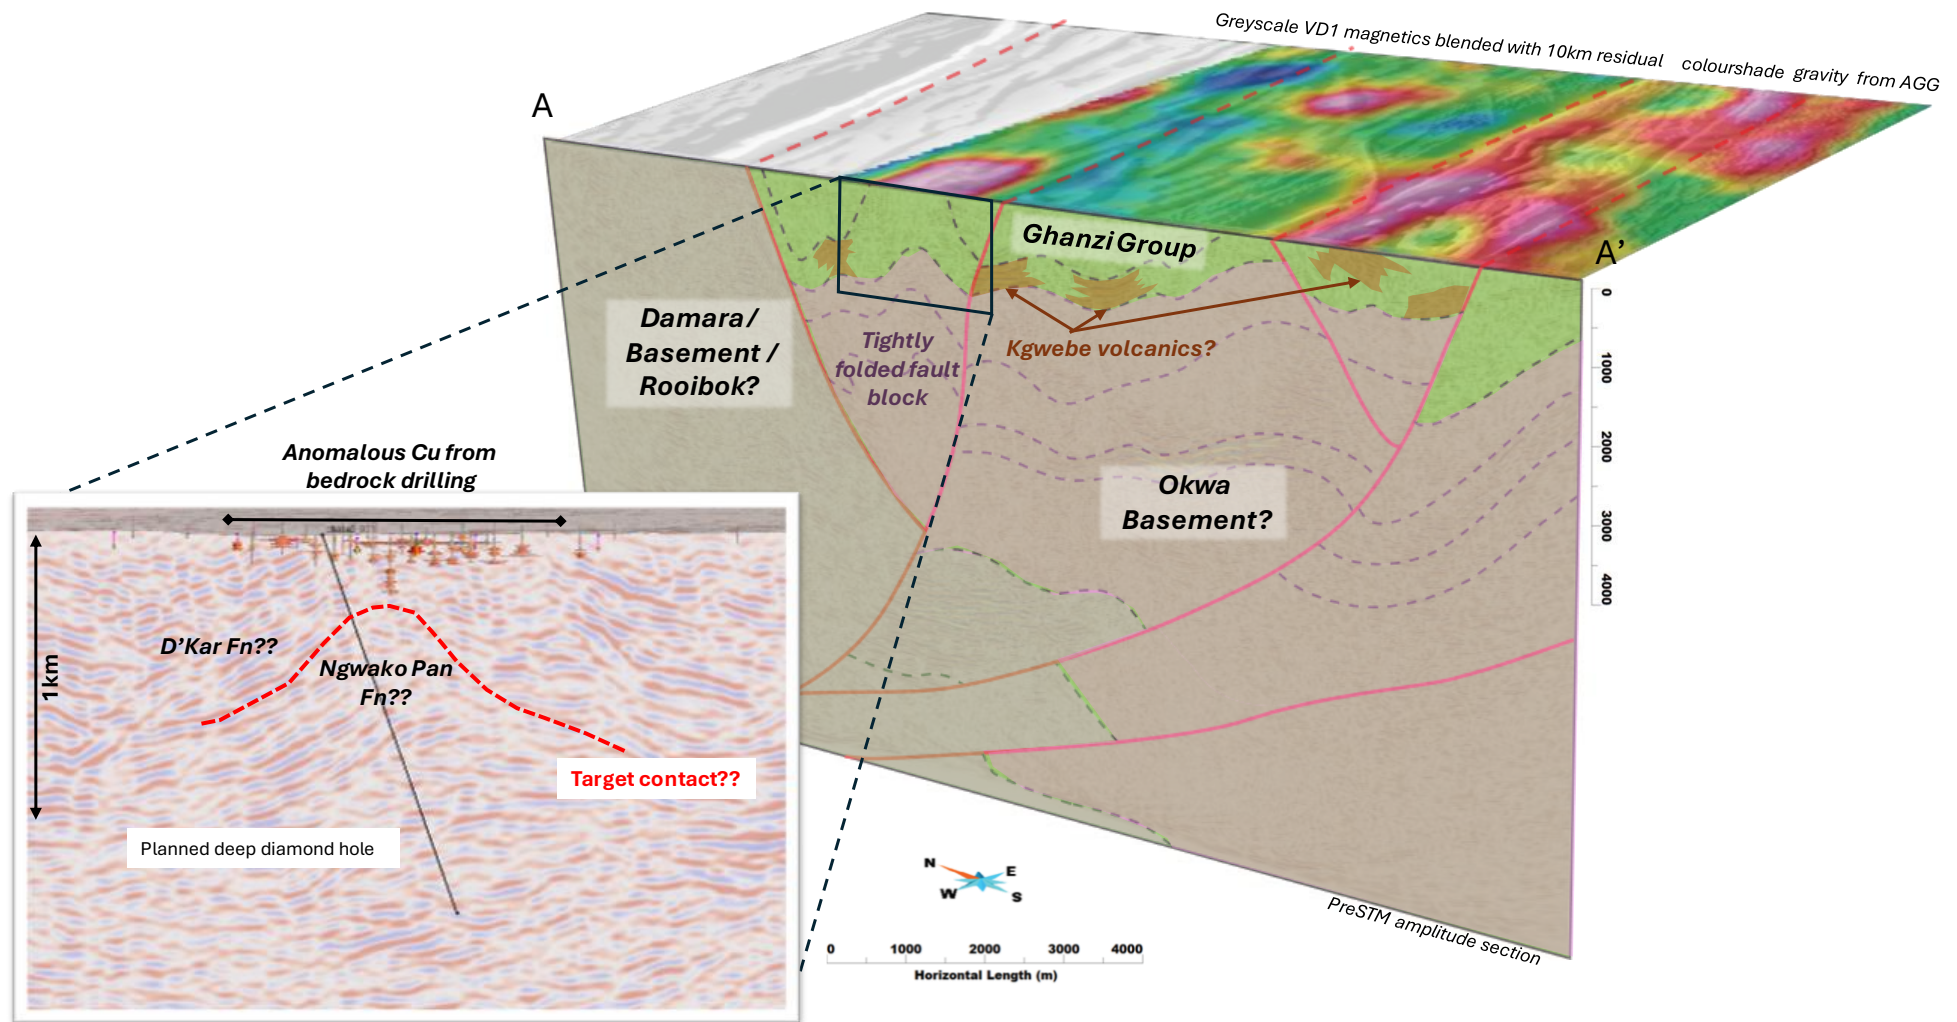 Greyscale VD1 magnetics blended with 10km residual colourshade gravity from AGG
A
A'
Ghanzi Group
Damara/
Basement /
Rooibok?
Tightly
folded fault
block
Kgwebe volcanics?
Okwa
Basement?
0
1000
2000
3000
4000
Anomalous Cu from
bedrock drilling
1km
D'Kar Fn??
Ngwako Pan
Fn??
Target contact??
Planned deep diamond hole
N
E
W
S
0 1000 2000 3000 4000
Horizontal Length (m)
PreSTM amplitude section